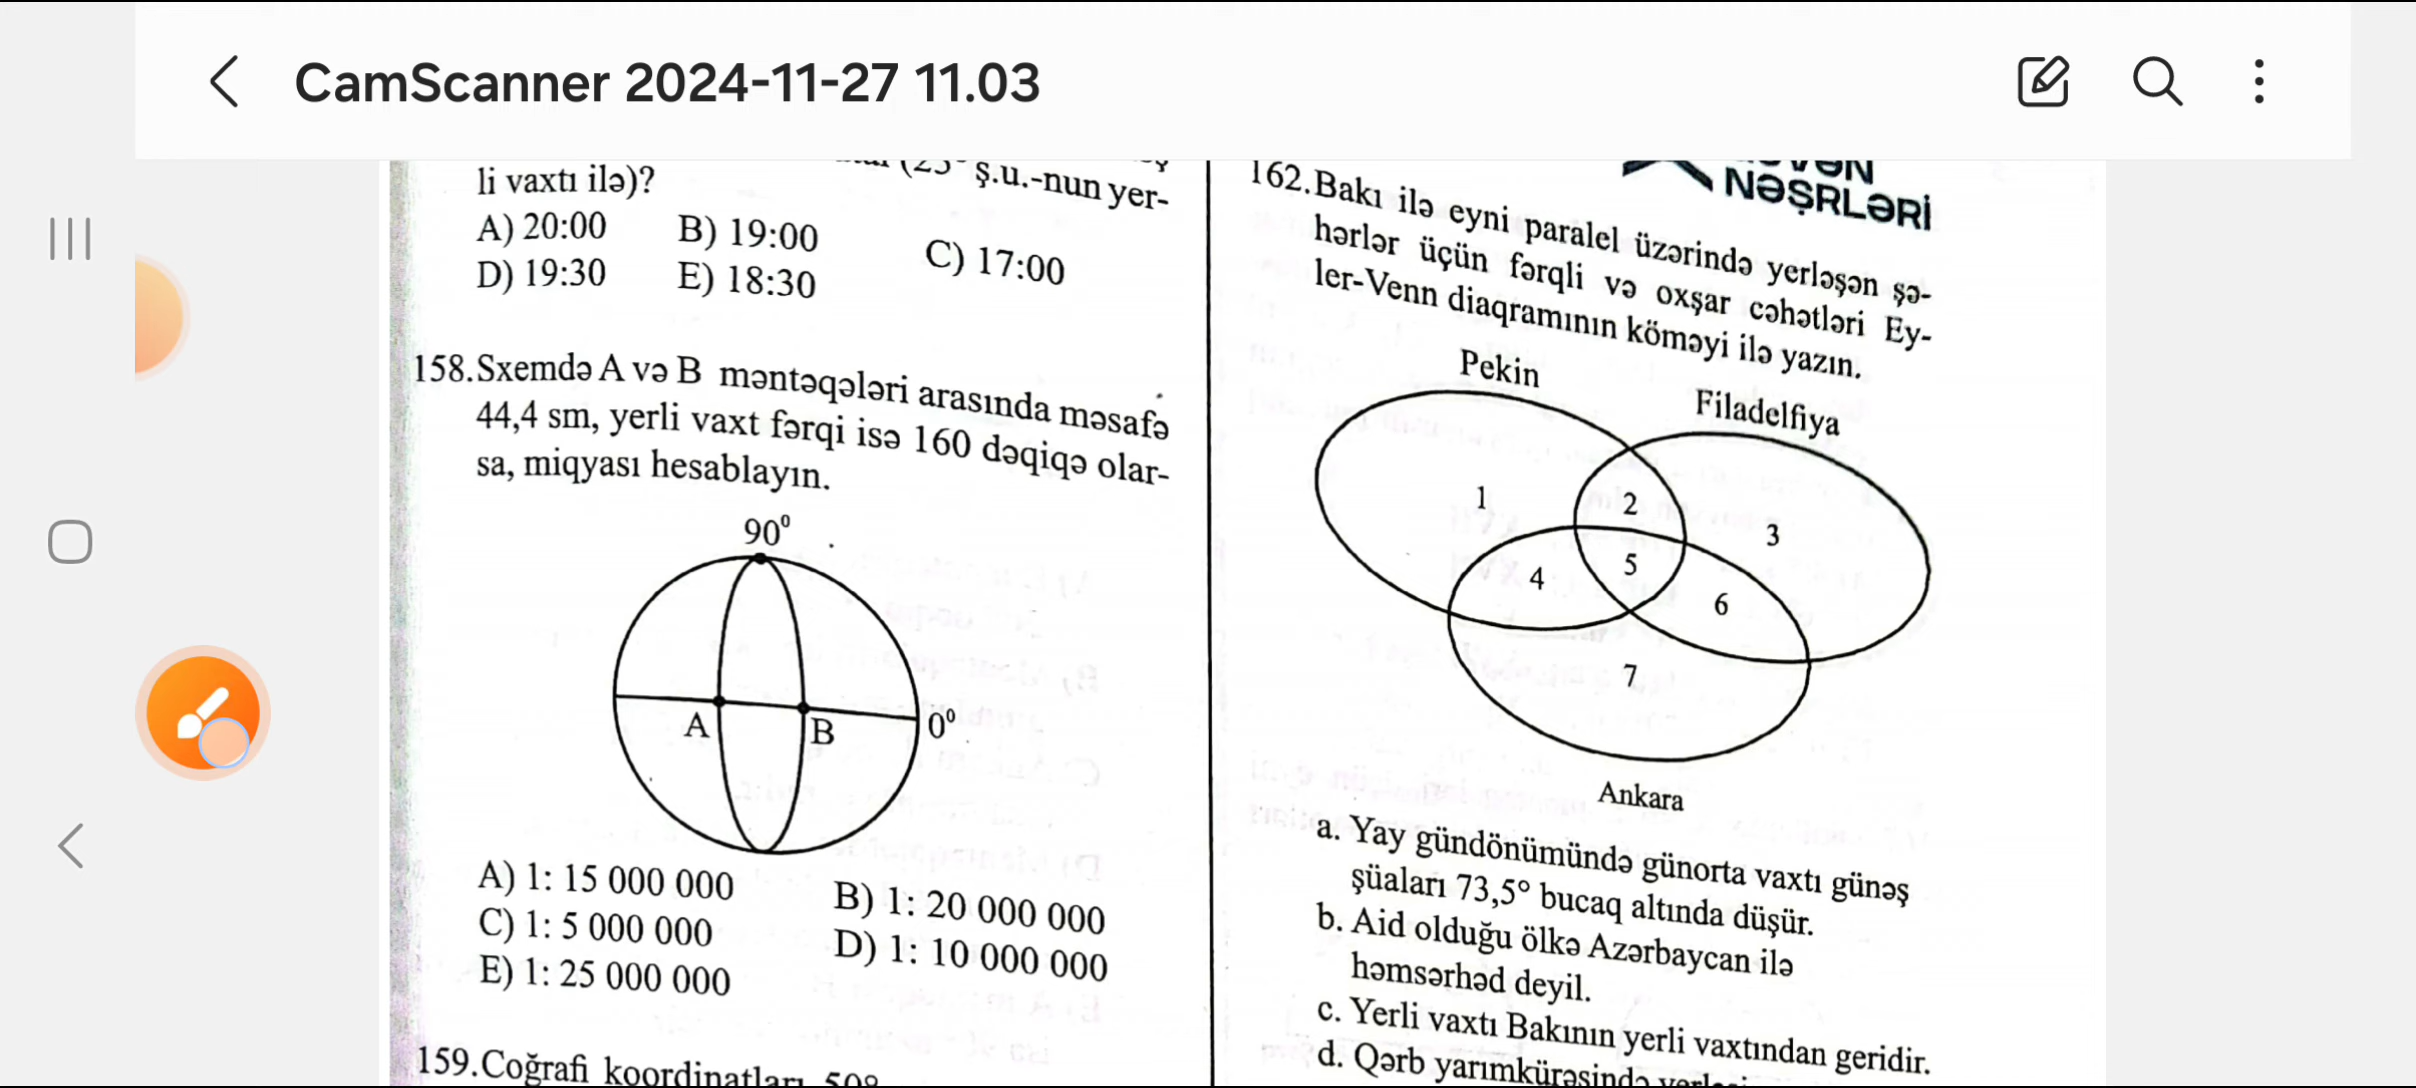 CamScanner 2024-11-27 11.03
(23° ş.u.-nun yer-
li vaxtı ilə)?
A) 20:00 B) 19:00 C) 17:00
D) 19:30 E) 18:30
158. Sxemdə A və B məntəqələri arasında məsafə
44,4 sm, yerli vaxt fərqi isə 160 dəqiqə olar-
sa, miqyası hesablayın.
90⁰
A B 0⁰
A) 1: 15 000 000 B) 1: 20 000 000
C) 1: 5 000 000 D) 1: 10 000 000
E) 1: 25 000 000
159. Coğrafi koordinatları 50°
NƏŞRLƏRİ
162. Bakı ilə eyni paralel üzərində yerləşən şə-
hərlər üçün fərqli və oxşar cəhətləri Ey-
ler-Venn diaqramının köməyi ilə yazın.
Pekin
Filadelfiya
1 2 3
4 5 6
7
Ankara
a. Yay gündönümündə günorta vaxtı günəş
şüaları 73,5° bucaq altında düşür.
b. Aid olduğu ölkə Azərbaycan ilə
həmsərhəd deyil.
c. Yerli vaxtı Bakının yerli vaxtından geridir.
d. Qərb yarımkürəsində